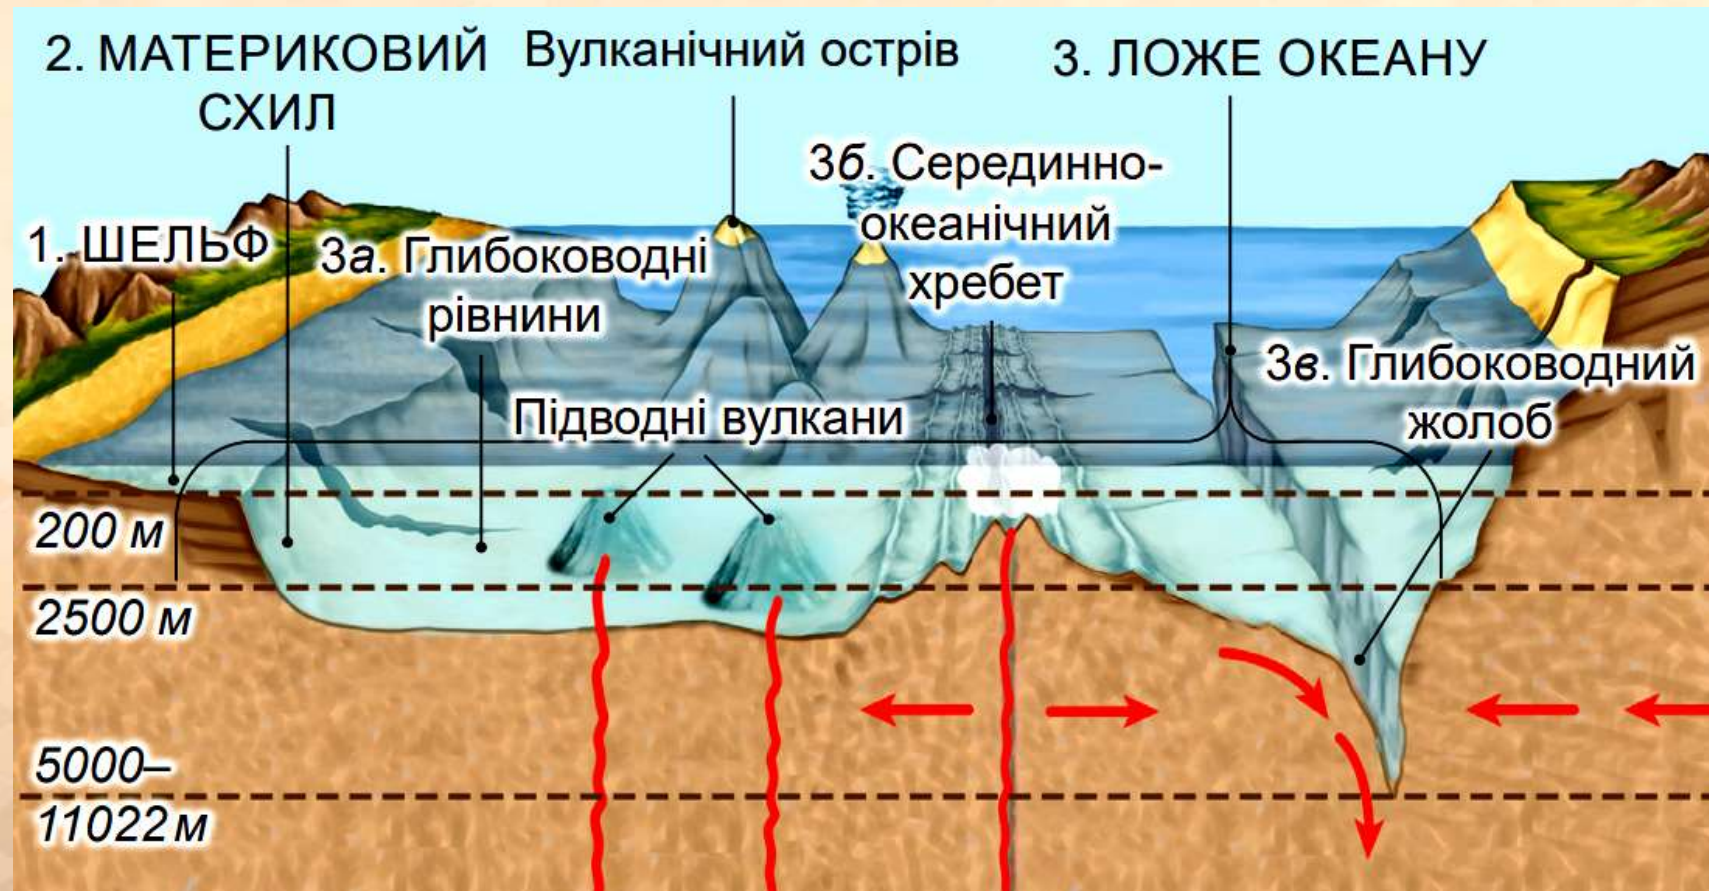 2. МАТЕРИКОВИЙ
СХИЛ
Вулканічний острів
3. ЛОЖЕ ОКЕАНУ
3б. Серединно-
океанічний
хребет
1. ШЕЛЬФ
3а. Глибоководні
рівнини
3в. Глибоководний
жолоб
Підводні вулкани
200 м
2500 м
5000–
11022 м